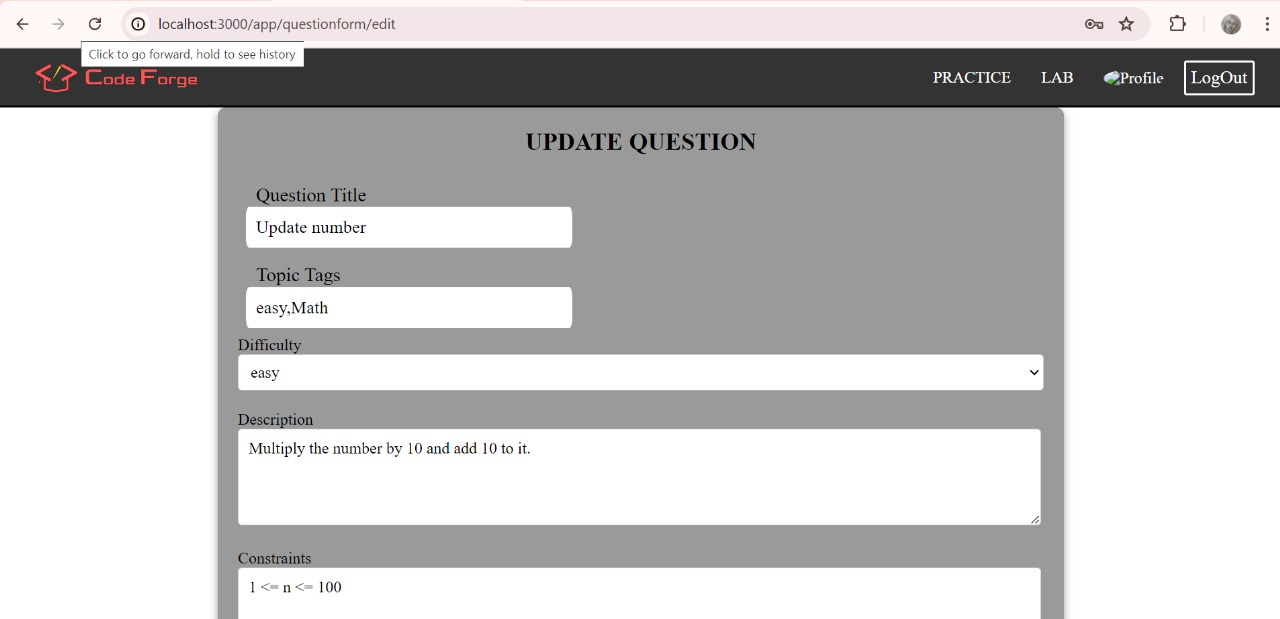 localhost:3000/app/questionform/edit
Click to go forward, hold to see history
Code Forge
PRACTICE
LAB
Profile
LogOut
UPDATE QUESTION
Question Title
Update number
Topic Tags
easy,Math
Difficulty
easy
Description
Multiply the number by 10 and add 10 to it.
Constraints
1 <= n <= 100